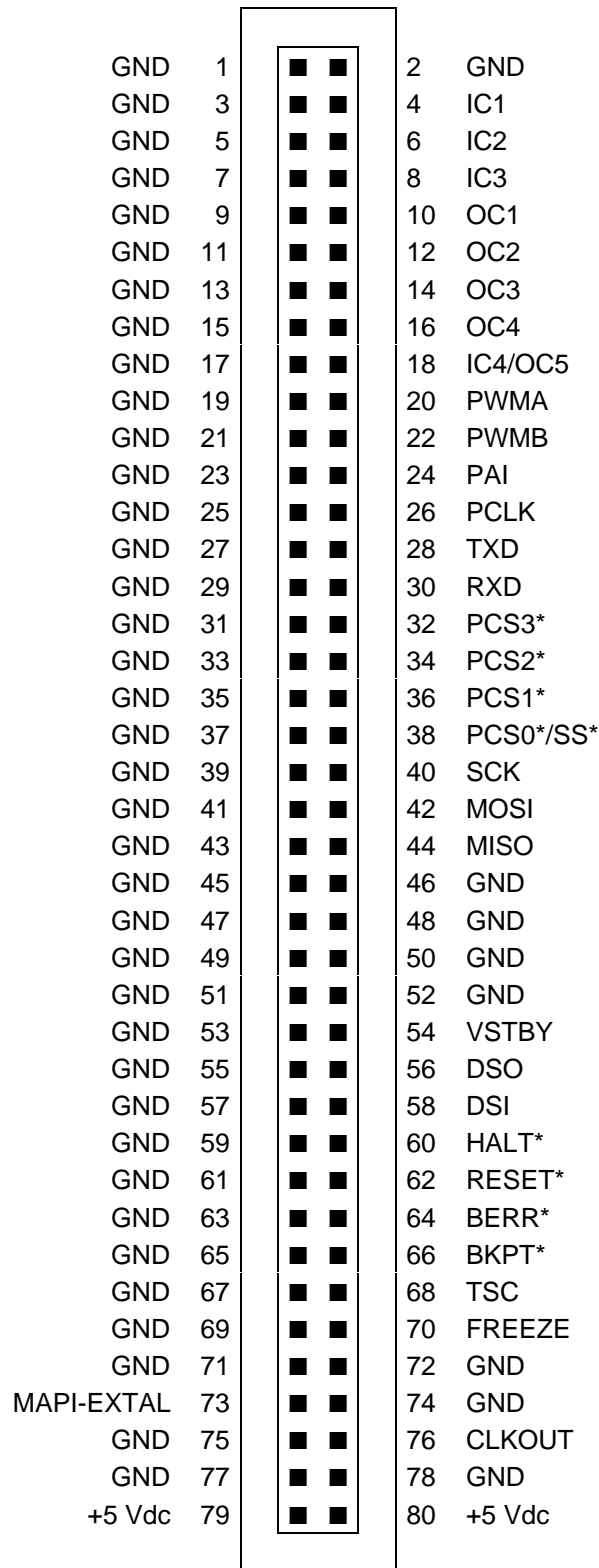 GND 1 2 GND
GND 3 4 IC1
GND 5 6 IC2
GND 7 8 IC3
GND 9 10 OC1
GND 11 12 OC2
GND 13 14 OC3
GND 15 16 OC4
GND 17 18 IC4/OC5
GND 19 20 PWMA
GND 21 22 PWMB
GND 23 24 PAI
GND 25 26 PCLK
GND 27 28 TXD
GND 29 30 RXD
GND 31 32 PCS3*
GND 33 34 PCS2*
GND 35 36 PCS1*
GND 37 38 PCS0*/SS*
GND 39 40 SCK
GND 41 42 MOSI
GND 43 44 MISO
GND 45 46 GND
GND 47 48 GND
GND 49 50 GND
GND 51 52 GND
GND 53 54 VSTBY
GND 55 56 DSO
GND 57 58 DSI
GND 59 60 HALT*
GND 61 62 RESET*
GND 63 64 BERR*
GND 65 66 BKPT*
GND 67 68 TSC
GND 69 70 FREEZE
GND 71 72 GND
MAPI-EXTAL 73 74 GND
GND 75 76 CLKOUT
GND 77 78 GND
+5 Vdc 79 80 +5 Vdc